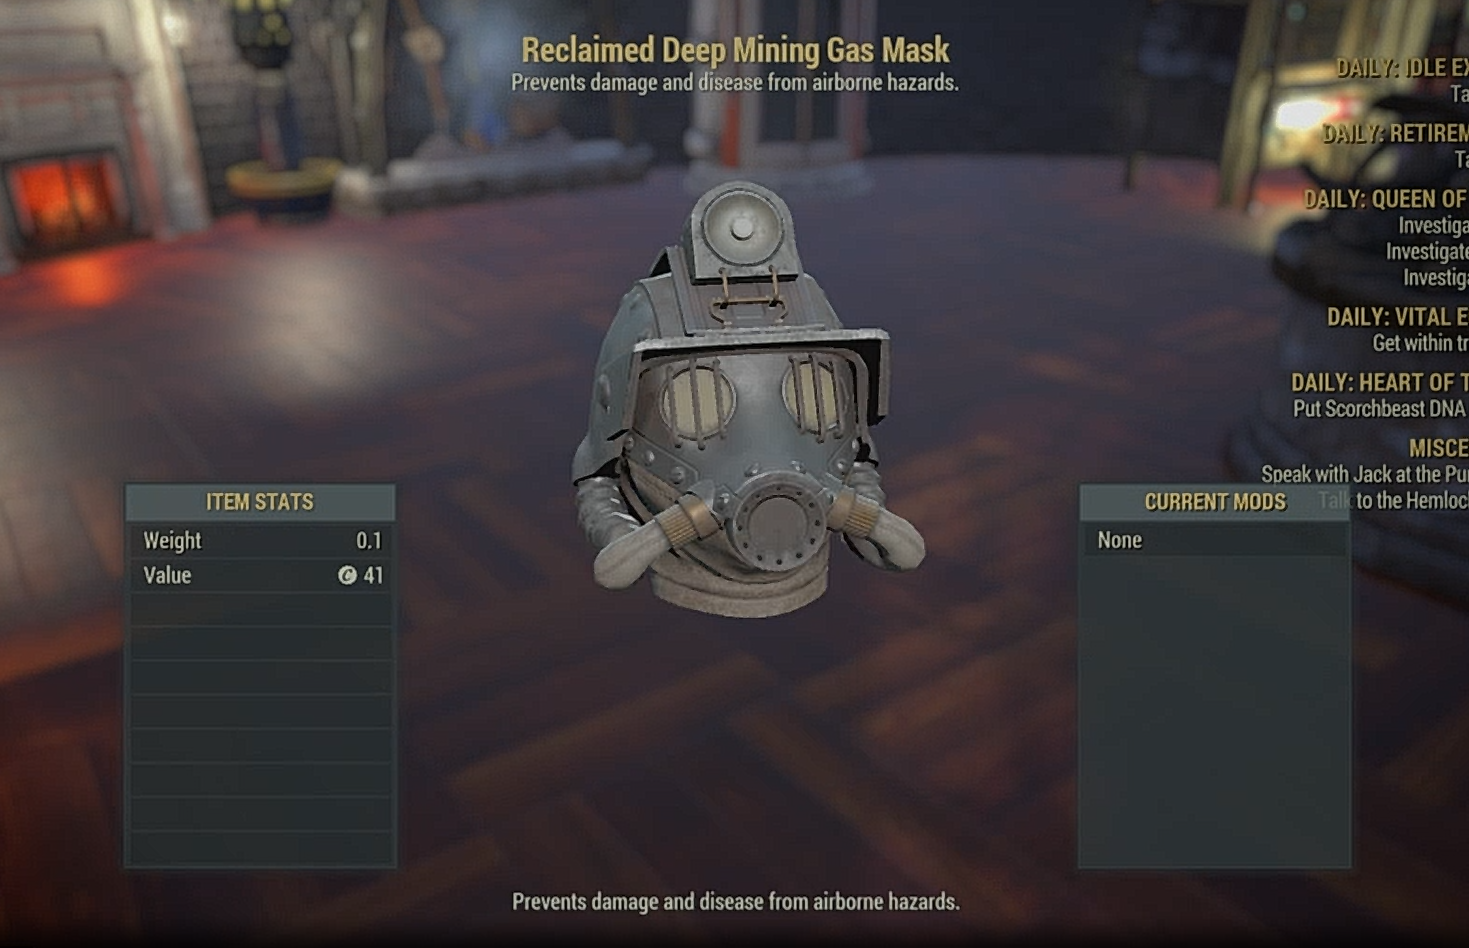 Reclaimed Deep Mining Gas Mask
Prevents damage and disease from airborne hazards.
DAILY: IDLE EX
Ta
DAILY: RETIREM
Ta
DAILY: QUEEN OF
Investiga
Investigate
Investiga
DAILY: VITAL E
Get within tr
DAILY: HEART OF T
Put Scorchbeast DNA
MISCE
Speak with Jack at the Pu
Talk to the Hemloc
ITEM STATS
Weight 0.1
Value 41
CURRENT MODS
None
Prevents damage and disease from airborne hazards.